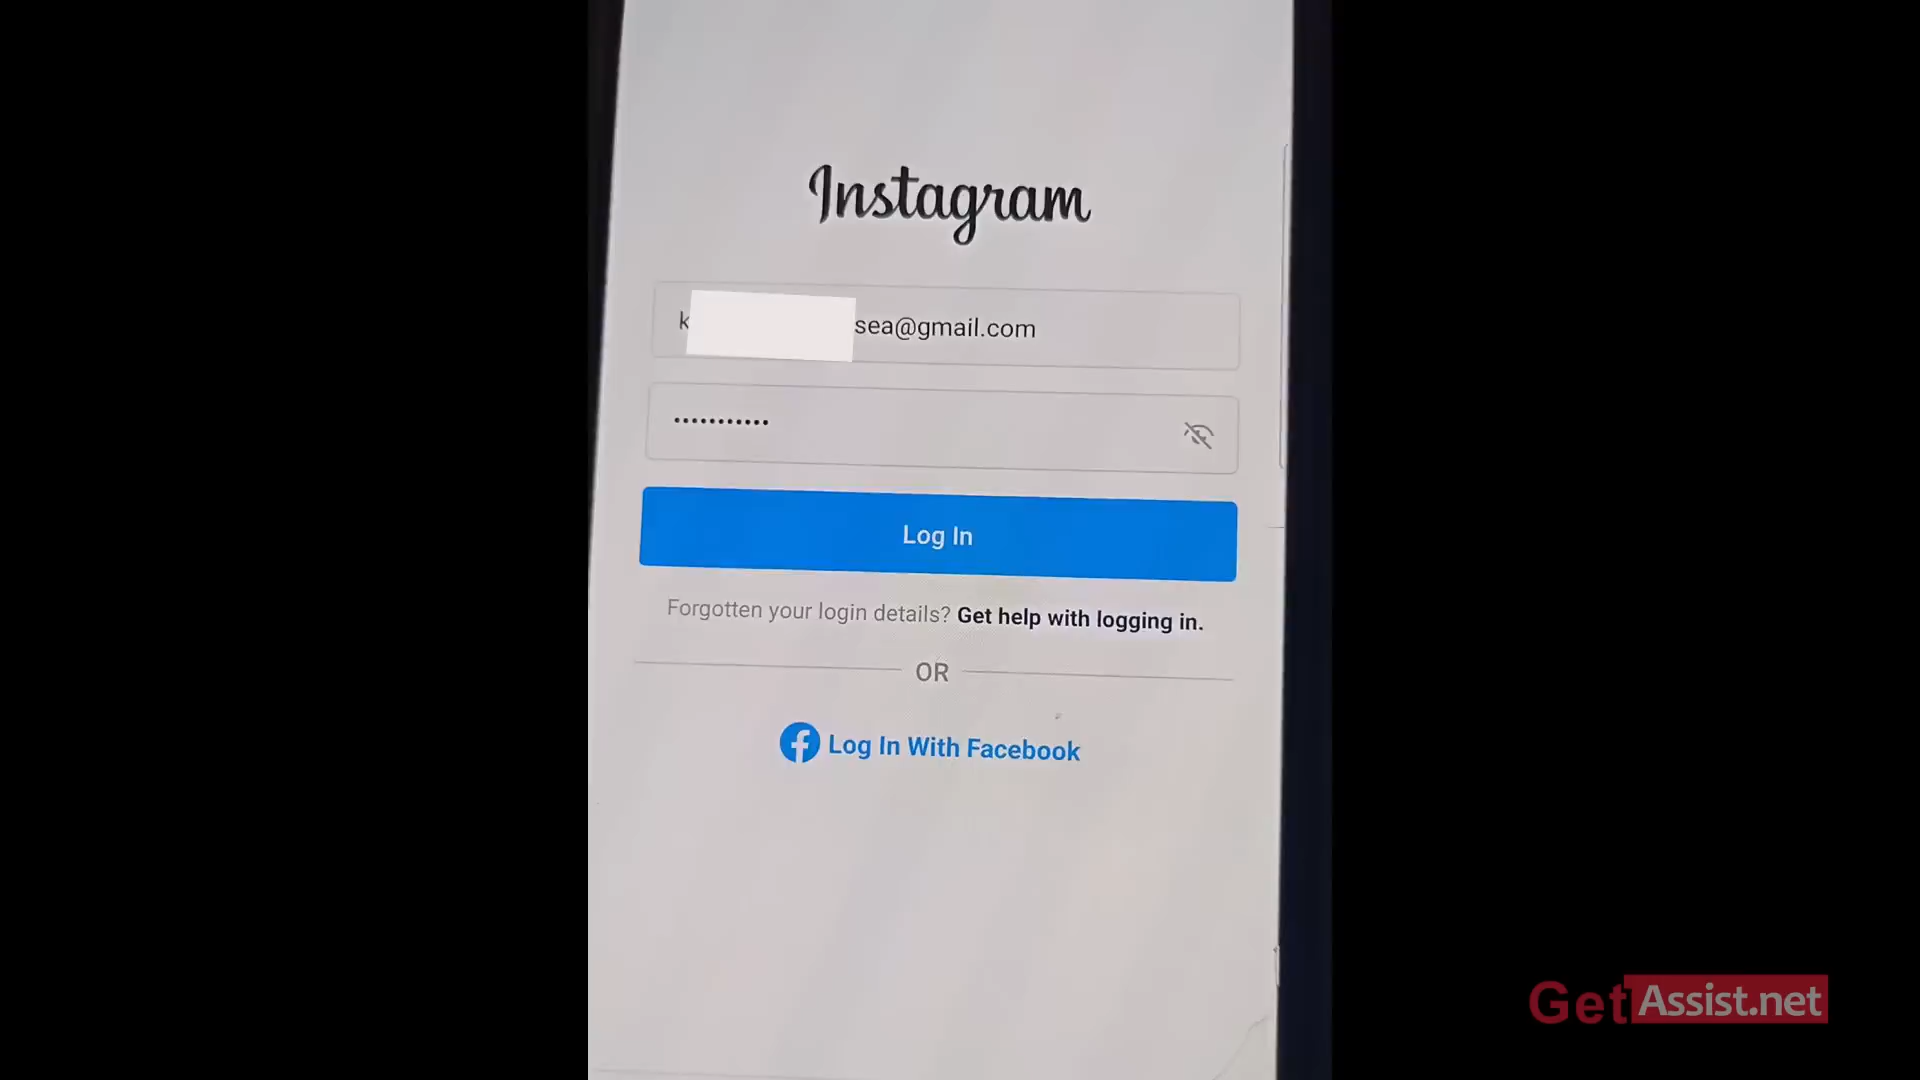 Instagram
k sea@gmail.com
•••••••••••
Log In
Forgotten your login details? Get help with logging in.
OR
Log In With Facebook
GetAssist.net